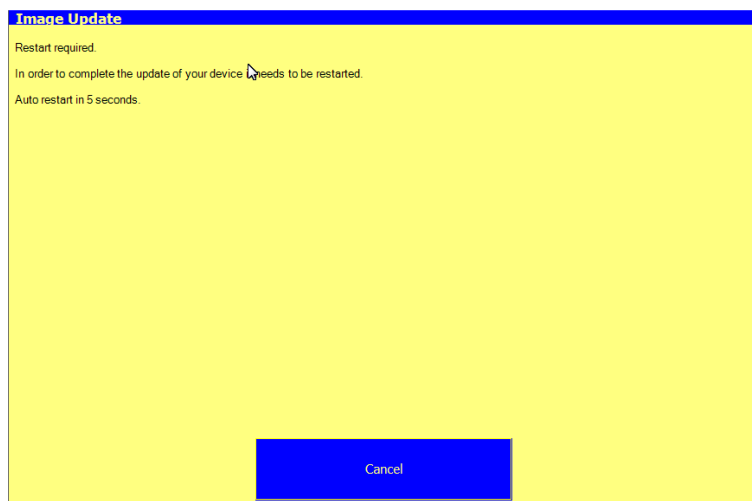 Image Update
Restart required.
In order to complete the update of your device needs to be restarted.
Auto restart in 5 seconds.
Cancel